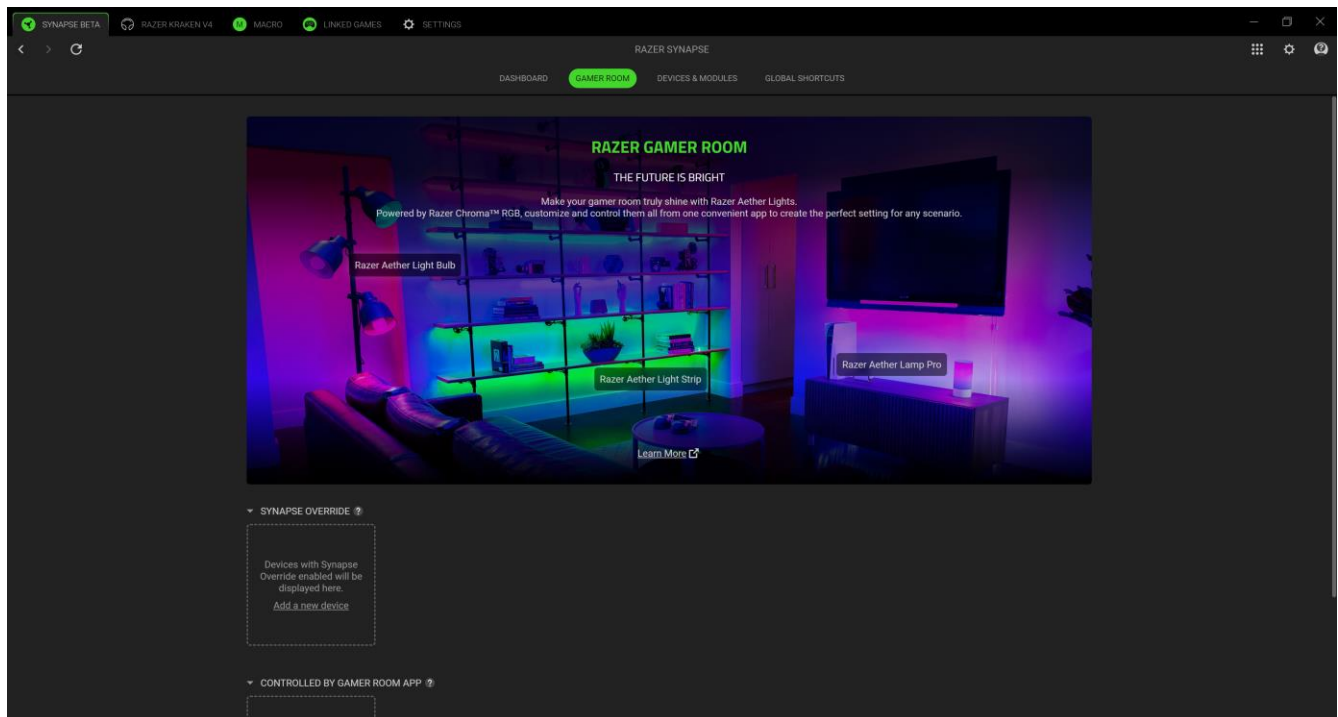 SYNAPSE BETA
RAZER KRAKEN V4
M
MACRO
LINKED GAMES
SETTINGS
RAZER SYNAPSE
DASHBOARD
GAMER ROOM
DEVICES & MODULES
GLOBAL SHORTCUTS
RAZER GAMER ROOM
THE FUTURE IS BRIGHT
Make your gamer room truly shine with Razer Aether Lights.
Powered by Razer Chroma™ RGB, customize and control them all from one convenient app to create the perfect setting for any scenario.
Razer Aether Light Bulb
Razer Aether Lamp Pro
Razer Aether Light Strip
Learn More
SYNAPSE OVERRIDE ?
Devices with Synapse
Override enabled will be
displayed here.
Add a new device
CONTROLLED BY GAMER ROOM APP ?